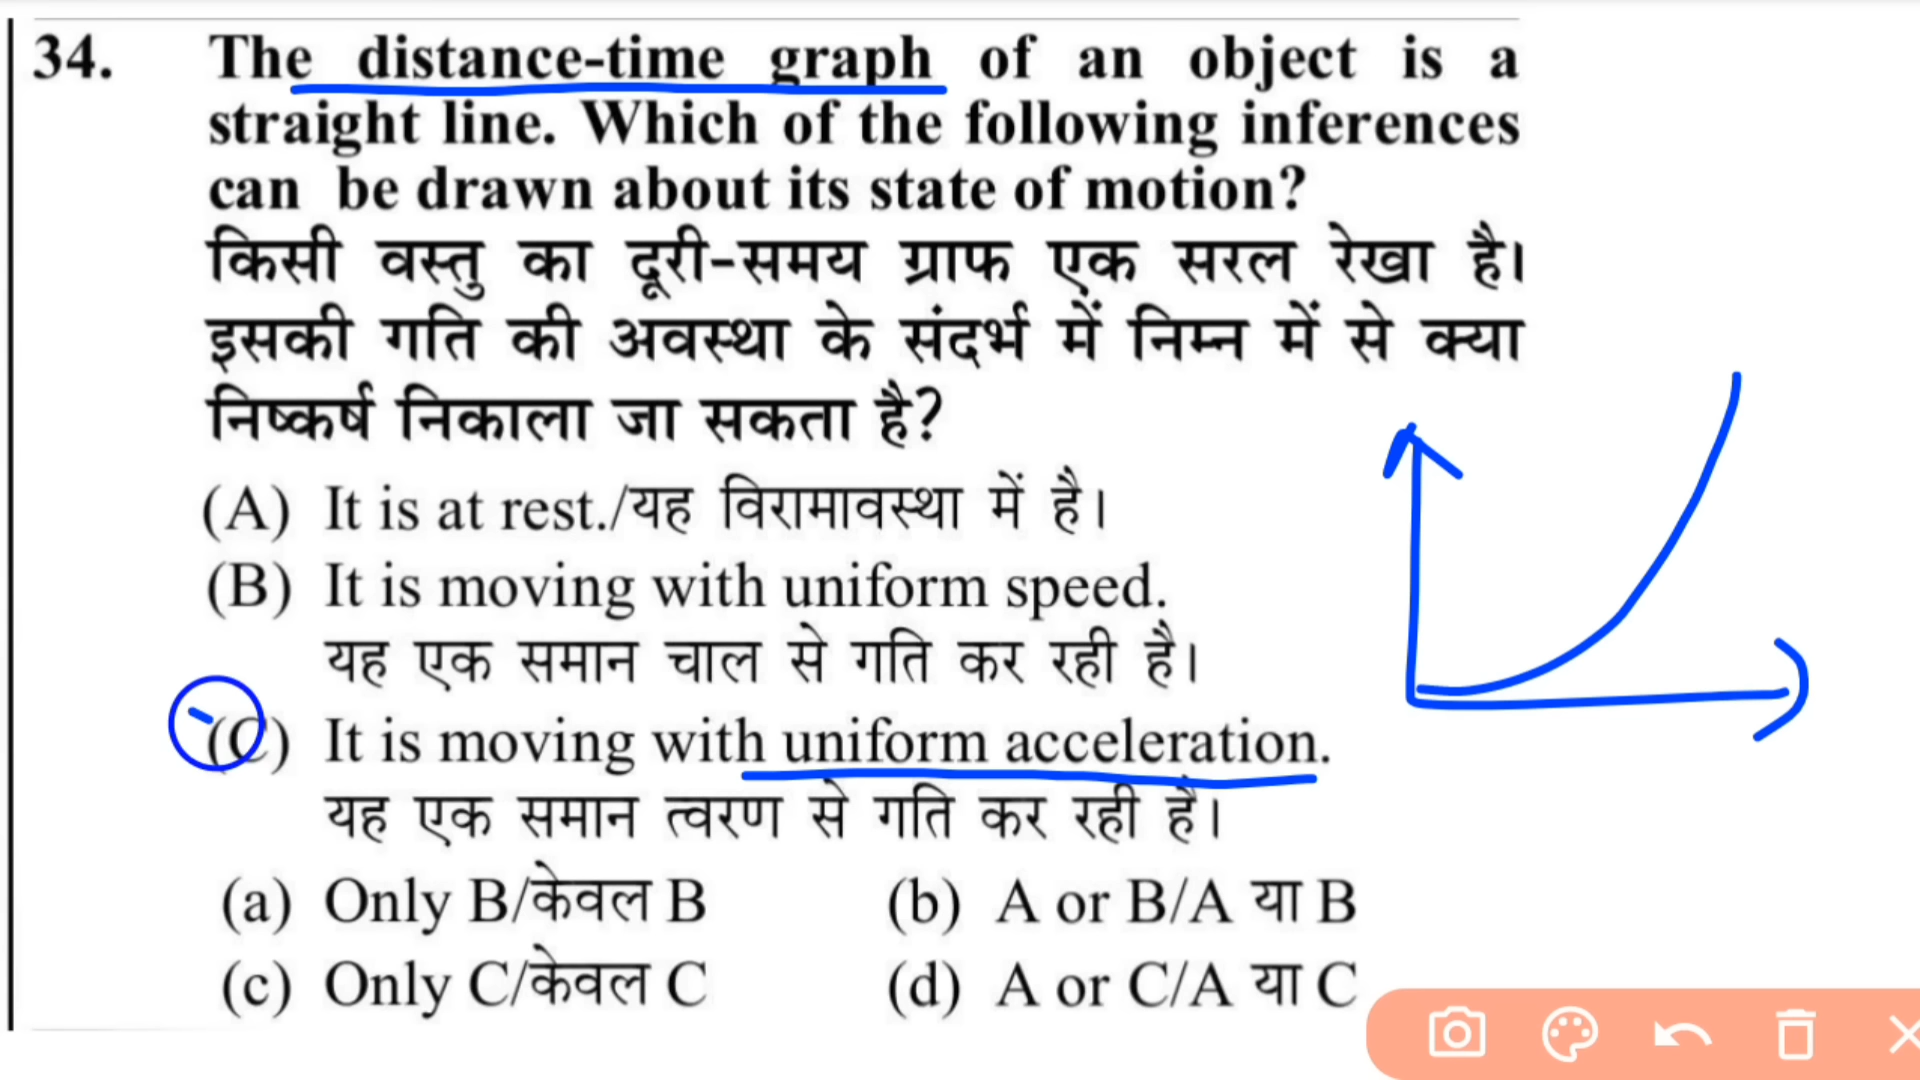 34. The distance-time graph of an object is a
straight line. Which of the following inferences
can be drawn about its state of motion?
किसी वस्तु का दूरी-समय ग्राफ एक सरल रेखा है।
इसकी गति की अवस्था के संदर्भ में निम्न में से क्या
निष्कर्ष निकाला जा सकता है?
(A) It is at rest./यह विरामावस्था में है।
(B) It is moving with uniform speed.
यह एक समान चाल से गति कर रही है।
(C) It is moving with uniform acceleration.
यह एक समान त्वरण से गति कर रही है।
(a) Only B/केवल B (b) A or B/A या B
(c) Only C/केवल C (d) A or C/A या C